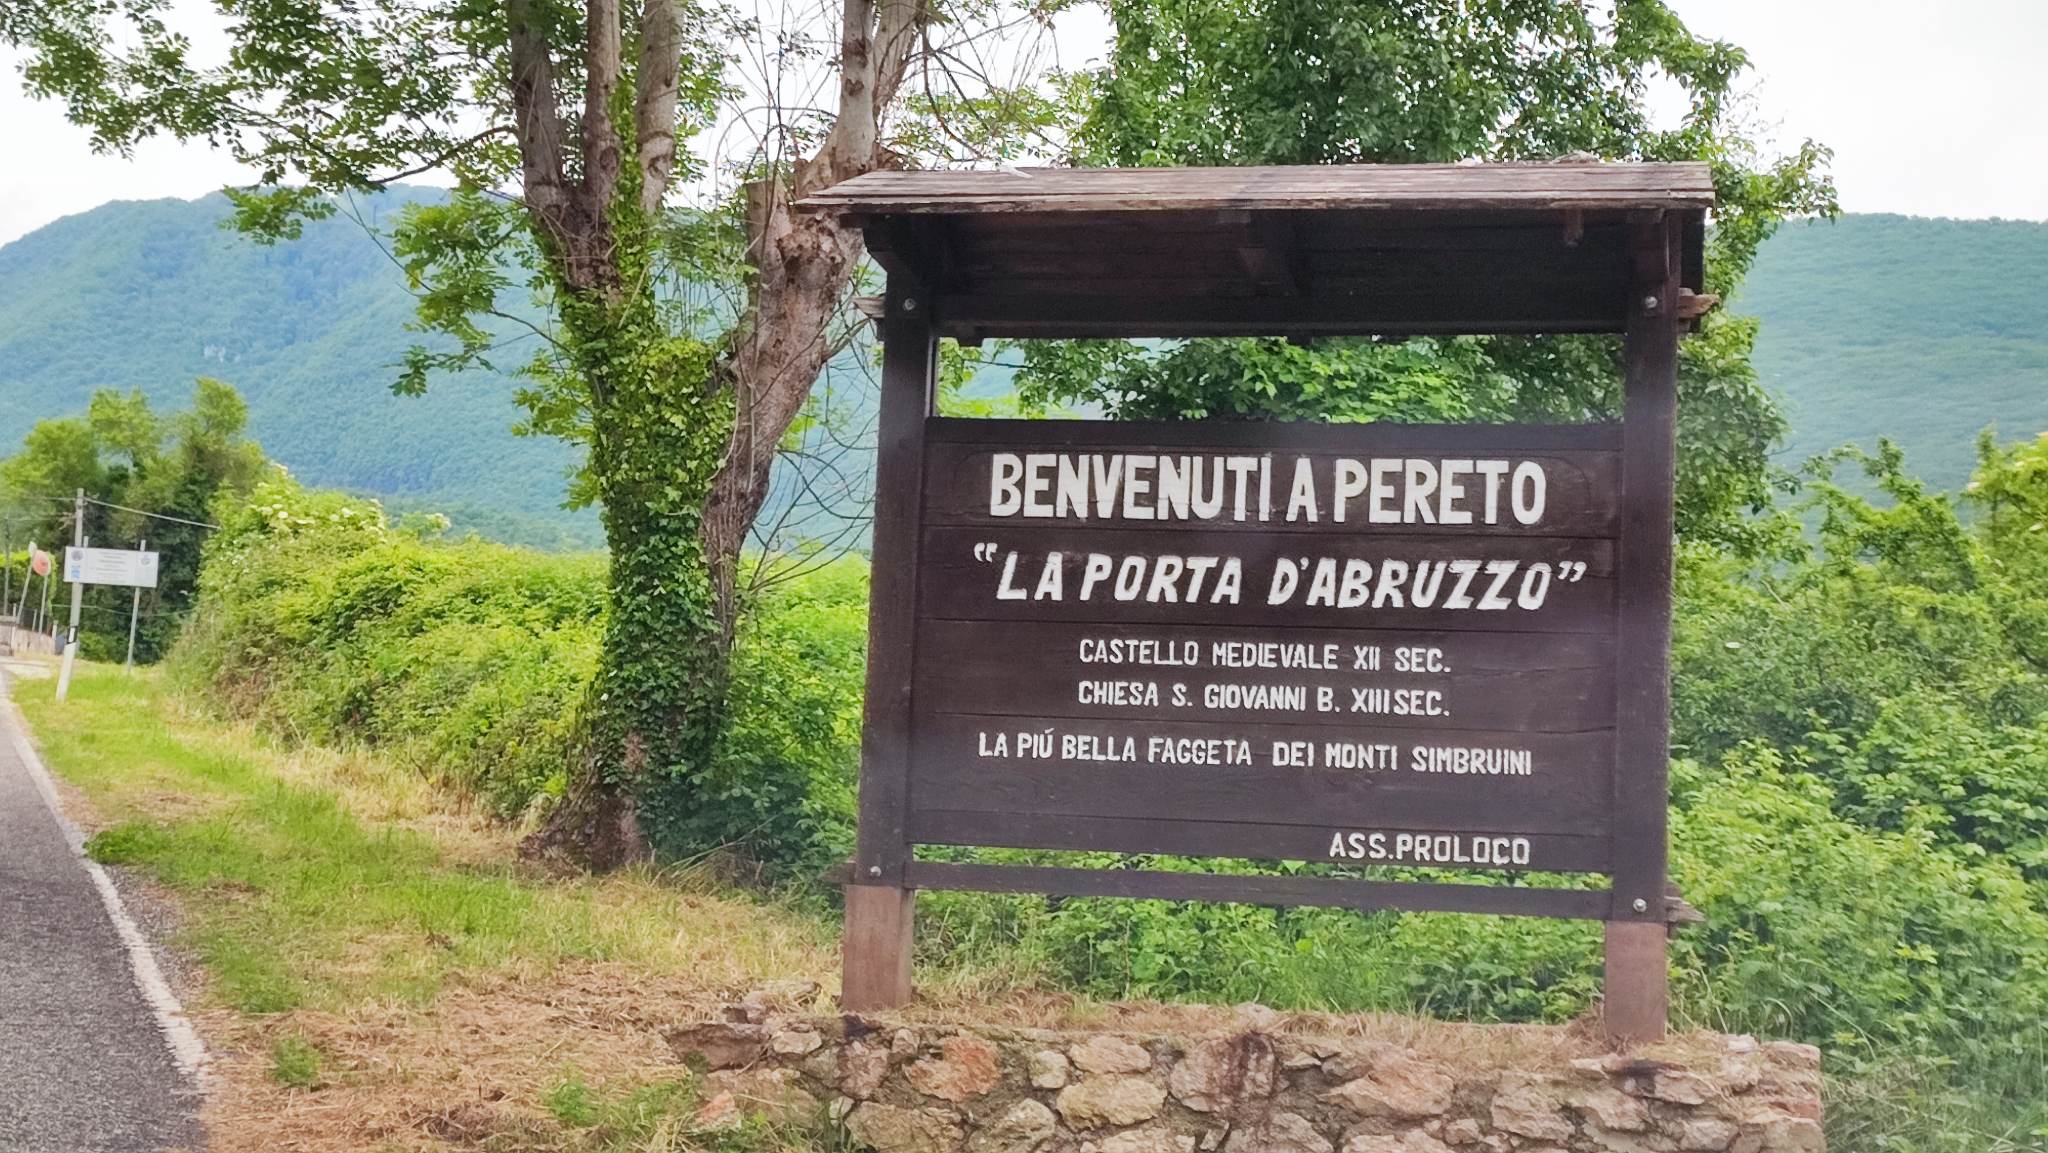 BENVENUTI A PERETO
"LA PORTA D'ABRUZZO"
CASTELLO MEDIEVALE XII SEC.
CHIESA S. GIOVANNI B. XIII SEC.
LA PIÚ BELLA FAGGETA DEI MONTI SIMBRUINI
ASS.PROLOCO